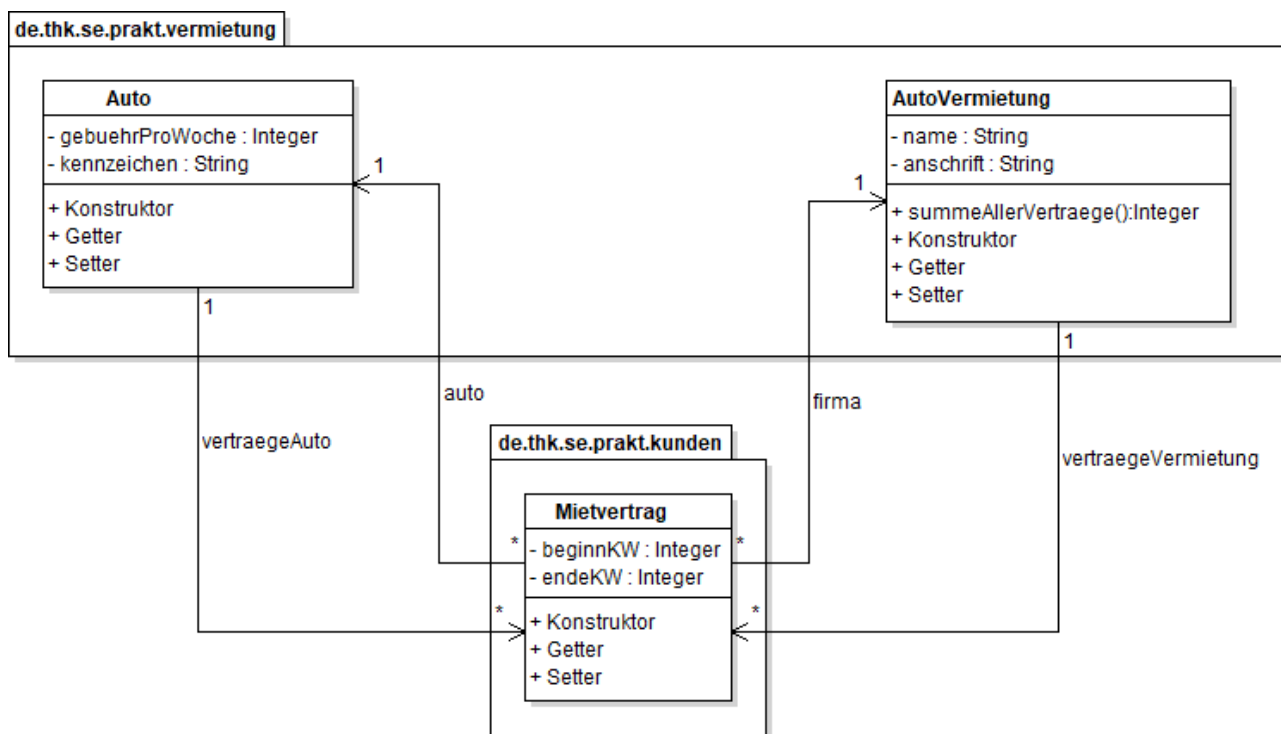 de.thk.se.prakt.vermietung
Auto
- gebuehrProWoche : Integer
- kennzeichen : String
+ Konstruktor
+ Getter
+ Setter
1
1
AutoVermietung
- name : String
- anschrift : String
+ summeAllerVertraege():Integer
+ Konstruktor
+ Getter
+ Setter
1
1
auto
firma
vertraegeAuto
vertraegeVermietung
de.thk.se.prakt.kunden
Mietvertrag
* - beginnKW : Integer *
- endeKW : Integer
* + Konstruktor *
+ Getter
+ Setter